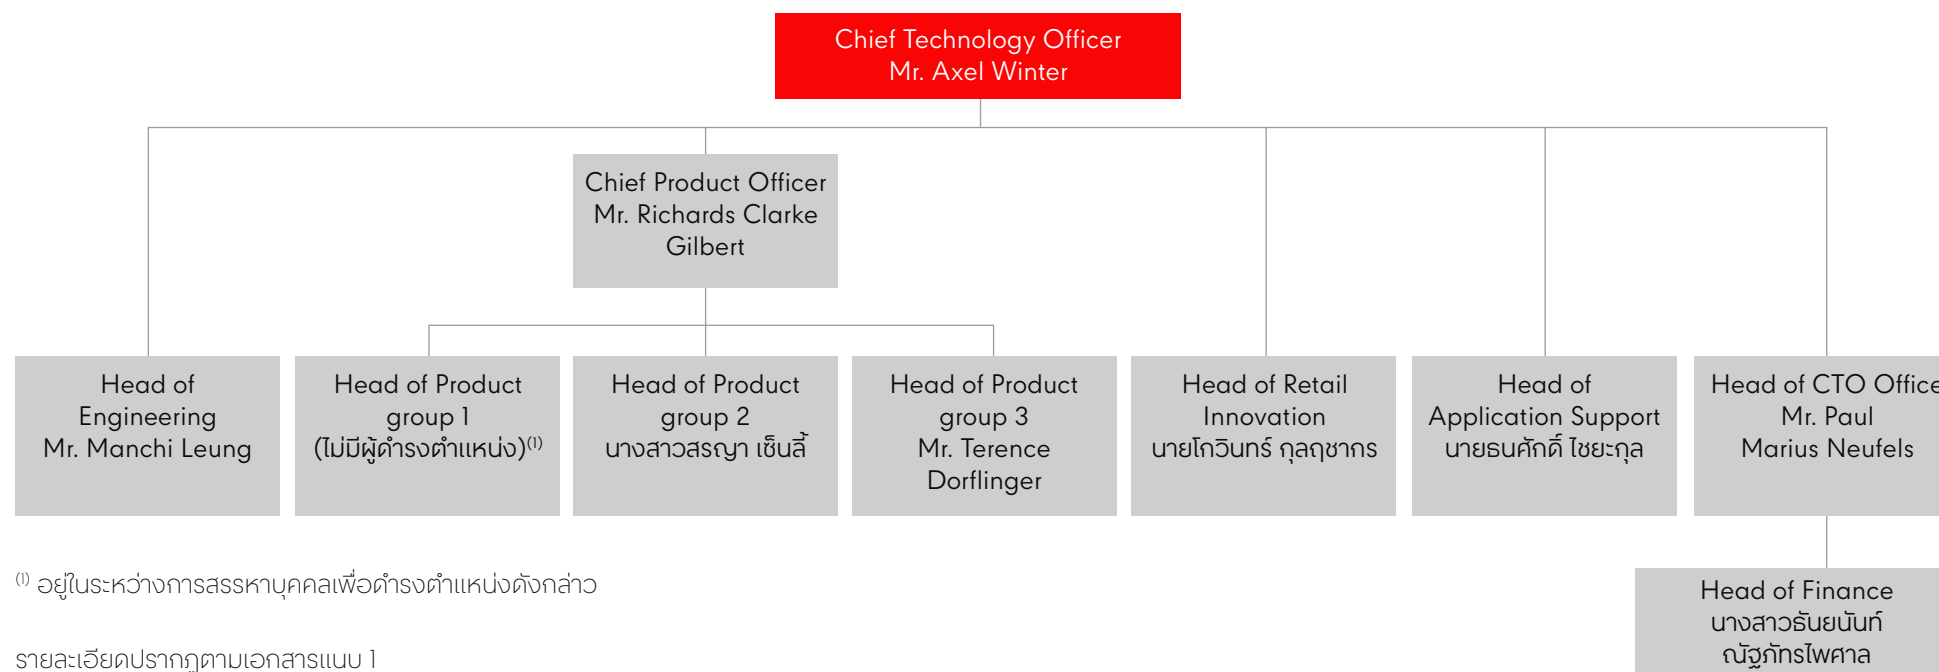 Chief Technology Officer
Mr. Axel Winter
Chief Product Officer
Mr. Richards Clarke
Gilbert
Head of
Engineering
Mr. Manchi Leung
Head of Product
group 1
(ไม่มีผู้ดำรงตำแหน่ง)⁽¹⁾
Head of Product
group 2
นางสาวสรญา เซ็นลี้
Head of Product
group 3
Mr. Terence
Dorflinger
Head of Retail
Innovation
นายโกวินทร์ กุลฤชากร
Head of
Application Support
นายธนศักดิ์ ไชยะกุล
Head of CTO Office
Mr. Paul
Marius Neufels
Head of Finance
นางสาวธันยนันท์
ณัฐภัทรไพศาล
⁽¹⁾ อยู่ในระหว่างการสรรหาบุคคลเพื่อดำรงตำแหน่งดังกล่าว
รายละเอียดปรากฏตามเอกสารแนบ 1